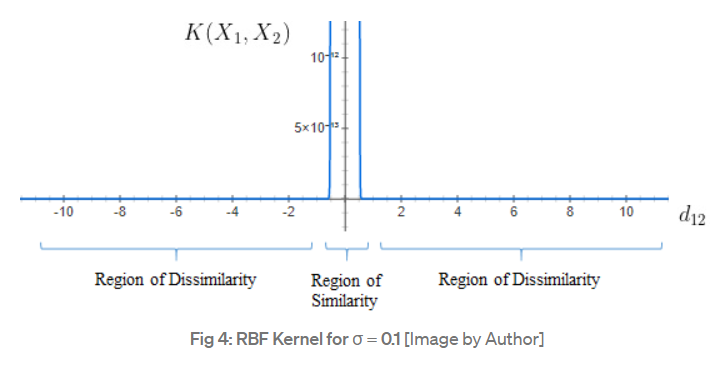 K(X₁, X₂)
10⁻¹²
5×10⁻¹³
-10 -8 -6 -4 -2 2 4 6 8 10 d₁₂
Region of Dissimilarity Region of Similarity Region of Dissimilarity
Fig 4: RBF Kernel for σ = 0.1 [Image by Author]